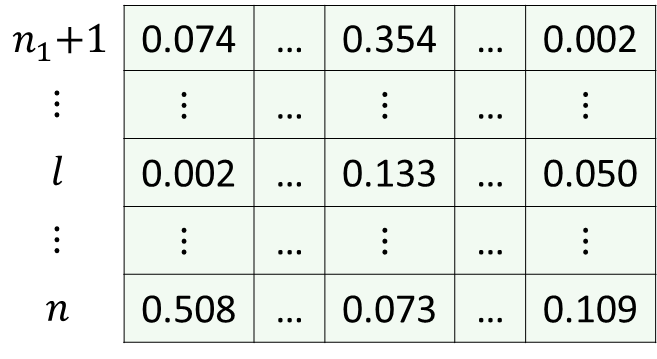 n₁+1 0.074 ... 0.354 ... 0.002
⋮ ⋮ ... ⋮ ... ⋮
l 0.002 ... 0.133 ... 0.050
⋮ ⋮ ... ⋮ ... ⋮
n 0.508 ... 0.073 ... 0.109